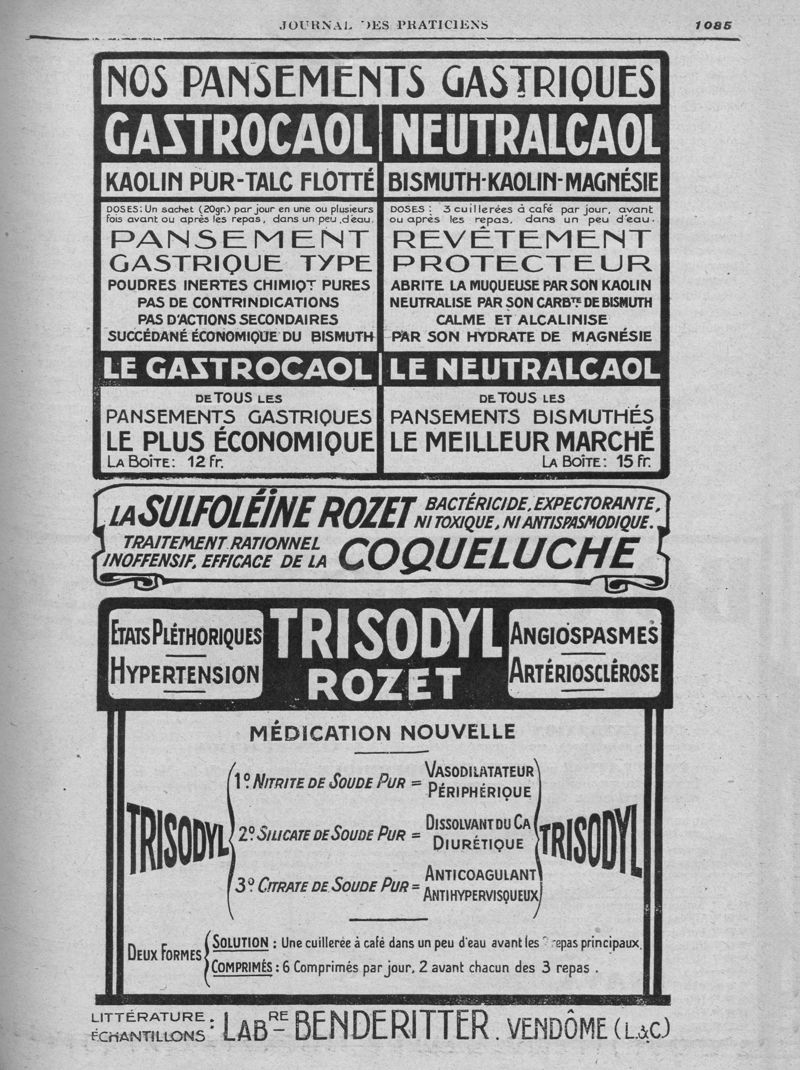 JOURNAL DES PRATICIENS
1085
NOS PANSEMENTS GASTRIQUES
GASTROCAOL
KAOLIN PUR-TALC FLOTTÉ
DOSES: Un sachet (20gr.) par jour en une ou plusieurs
fois avant ou après les repas, dans un peu d'eau.
PANSEMENT
GASTRIQUE TYPE
POUDRES INERTES CHIMIQT PURES
PAS DE CONTRINDICATIONS
PAS D'ACTIONS SECONDAIRES
SUCCÉDANÉ ÉCONOMIQUE DU BISMUTH
LE GASTROCAOL
DE TOUS LES
PANSEMENTS GASTRIQUES
LE PLUS ÉCONOMIQUE
LA BOÎTE: 12 fr.
NEUTRALCAOL
BISMUTH-KAOLIN-MAGNÉSIE
DOSES: 3 cuillerées à café par jour, avant
ou après les repas, dans un peu d'eau.
REVÊTEMENT
PROTECTEUR
ABRITE LA MUQUEUSE PAR SON KAOLIN
NEUTRALISE PAR SON CARBTE DE BISMUTH
CALME ET ALCALINISE
PAR SON HYDRATE DE MAGNÉSIE
LE NEUTRALCAOL
DE TOUS LES
PANSEMENTS BISMUTHÉS
LE MEILLEUR MARCHÉ
LA BOÎTE: 15 fr.
LA SULFOLÉÏNE ROZET BACTÉRICIDE, EXPECTORANTE,
NI TOXIQUE, NI ANTISPASMODIQUE.
TRAITEMENT RATIONNEL
INOFFENSIF, EFFICACE DE LA COQUELUCHE
ETATS PLÉTHORIQUES
HYPERTENSION
TRISODYL
ROZET
ANGIOSPASMES
ARTÉRIOSCLÉROSE
MÉDICATION NOUVELLE
TRISODYL
1º. NITRITE DE SOUDE PUR = VASODILATATEUR
PÉRIPHÉRIQUE
2º. SILICATE DE SOUDE PUR = DISSOLVANT DU CA
DIURÉTIQUE
3º. CITRATE DE SOUDE PUR = ANTICOAGULANT
ANTIHYPERVISQUEUX
TRISODYL
DEUX FORMES
SOLUTION : Une cuillerée à café dans un peu d'eau avant les repas principaux.
COMPRIMÉS : 6 Comprimés par jour, 2 avant chacun des 3 repas.
LITTÉRATURE:
ÉCHANTILLONS: LABRE BENDERITTER. VENDÔME (L.&C.)